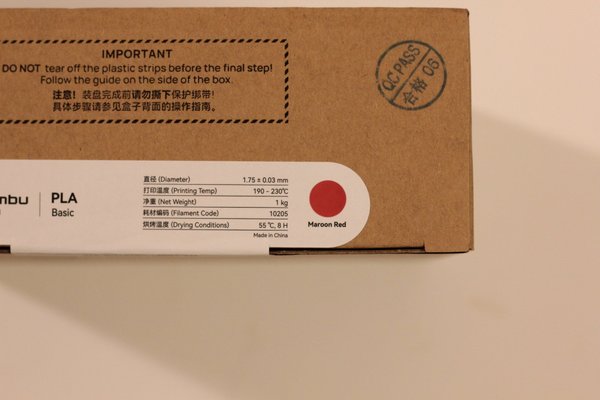 IMPORTANT
DO NOT tear off the plastic strips before the final step!
Follow the guide on the side of the box.
注意！装盘完成前请勿撕下保护绑带！
具体步骤请参见盒子背面的操作指南。
QC PASS
合格 06
PLA
Basic
直径 (Diameter) 1.75 ± 0.03 mm
打印温度 (Printing Temp) 190 - 230℃
净重 (Net Weight) 1 kg
耗材编码 (Filament Code) 10205
烘烤温度 (Drying Conditions) 55 ℃, 8 H
Made in China
Maroon Red